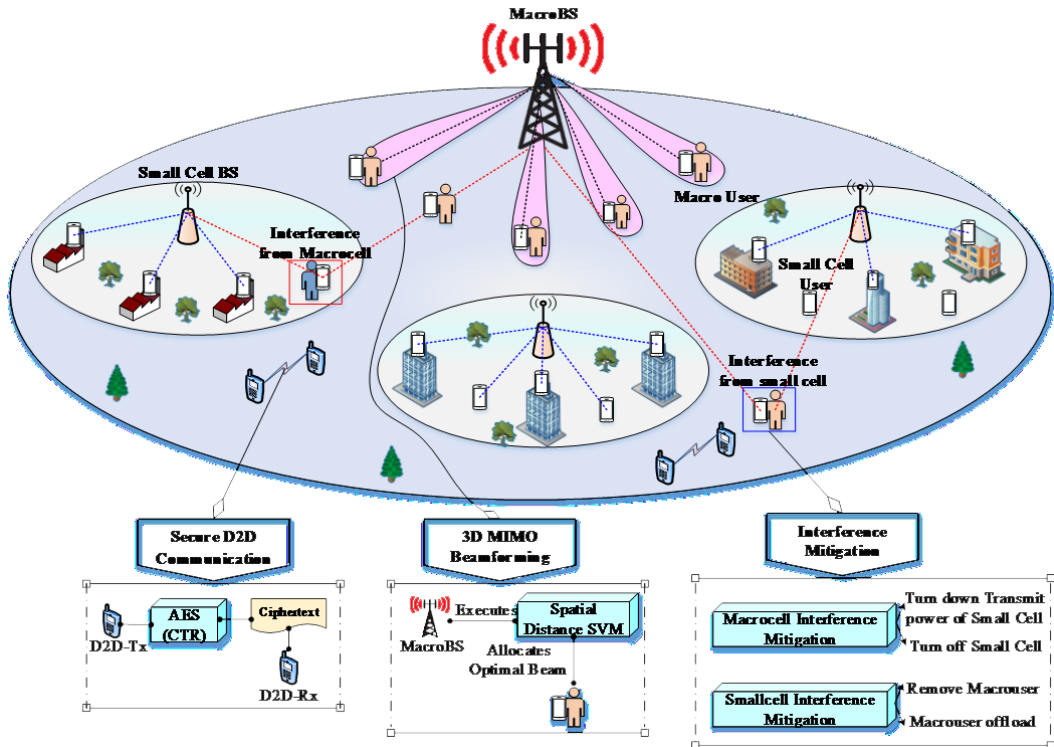 MacroBS
Small Cell BS
Macro User
Interference
from Macrocell
Small Cell
User
Interference
from small cell
Secure D2D
Communication
3D MIMO
Beamforming
Interference
Mitigation
AES
(CTR)
Ciphertext
D2D-Tx
D2D-Rx
Executes
MacroBS
Spatial
Distance SVM
Allocates
Optimal Beam
Macrocell Interference
Mitigation
Turn down Transmit
power of Small Cell
Turn off Small Cell
Smallcell Interference
Mitigation
Remove Macrouser
Macrouser offload